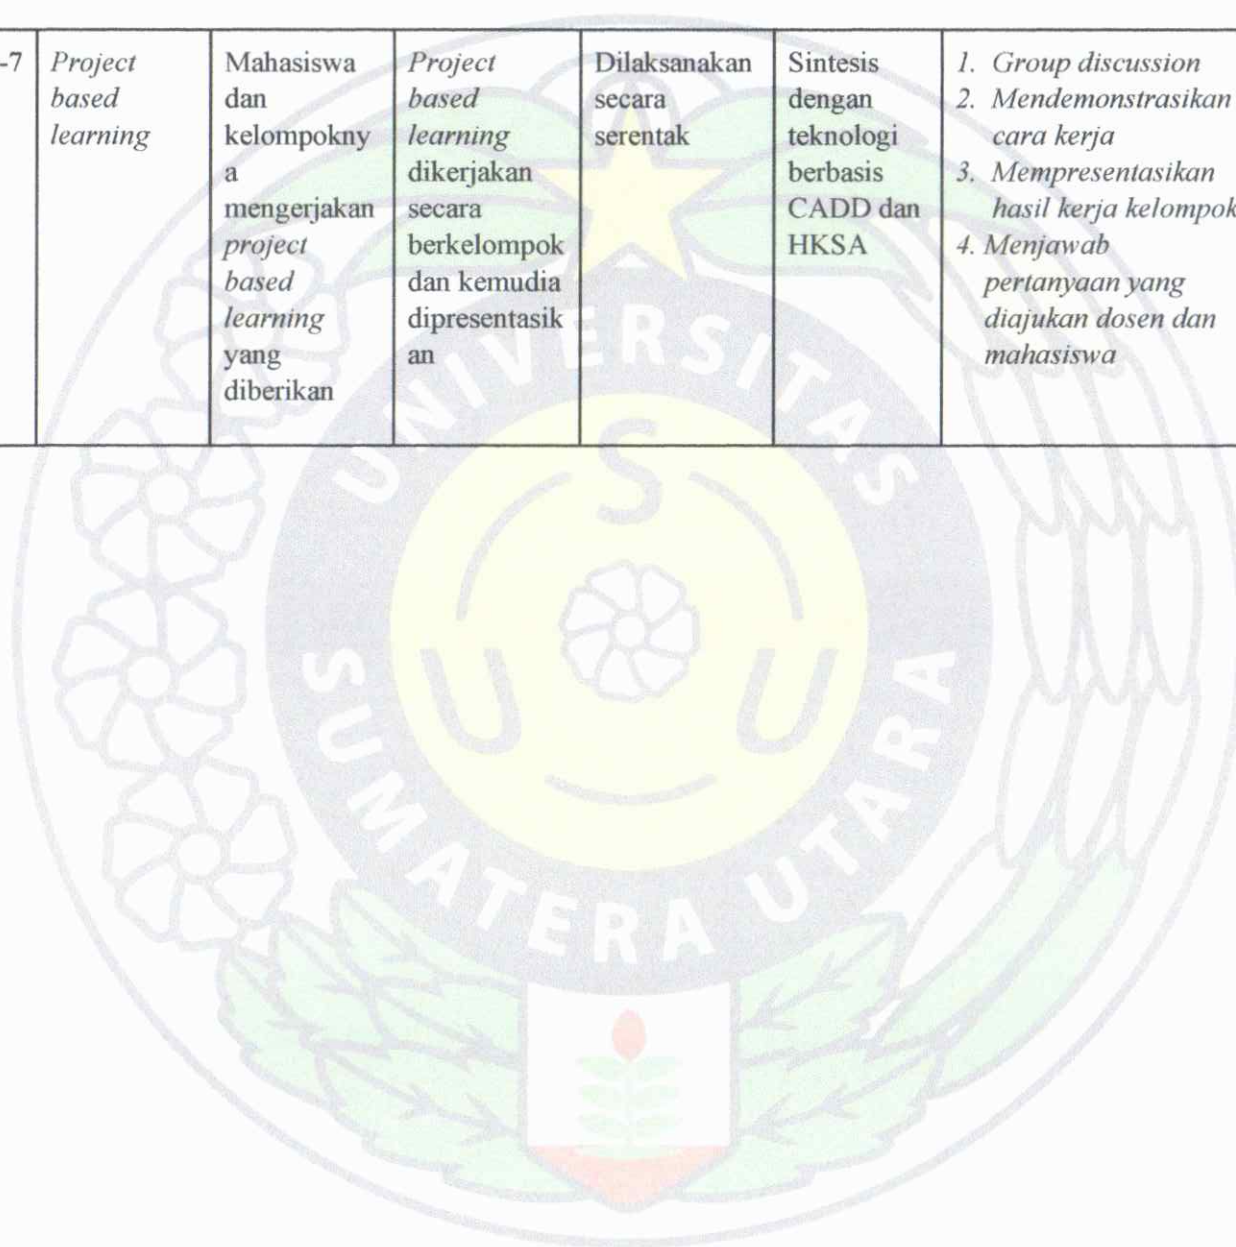 -7
Project
based
learning
Mahasiswa
dan
kelompokny
a
mengerjakan
project
based
learning
yang
diberikan
Project
based
learning
dikerjakan
secara
berkelompok
dan kemudia
dipresentasik
an
Dilaksanakan
secara
serentak
Sintesis
dengan
teknologi
berbasis
CADD dan
HKSA
1. Group discussion
2. Mendemonstrasikan
cara kerja
3. Mempresentasikan
hasil kerja kelompok
4. Menjawab
pertanyaan yang
diajukan dosen dan
mahasiswa
UNIVERSITAS
S
U U
SUMATERA UTARA